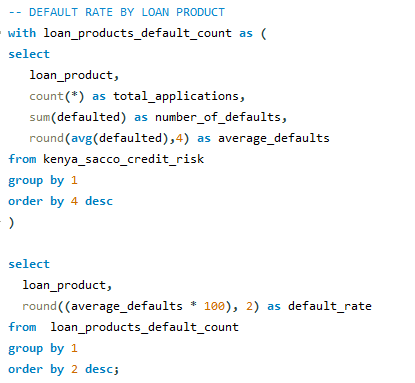 -- DEFAULT RATE BY LOAN PRODUCT
with loan_products_default_count as (
select
loan_product,
count(*) as total_applications,
sum(defaulted) as number_of_defaults,
round(avg(defaulted),4) as average_defaults
from kenya_sacco_credit_risk
group by 1
order by 4 desc
)
select
loan_product,
round((average_defaults * 100), 2) as default_rate
from  loan_products_default_count
group by 1
order by 2 desc;